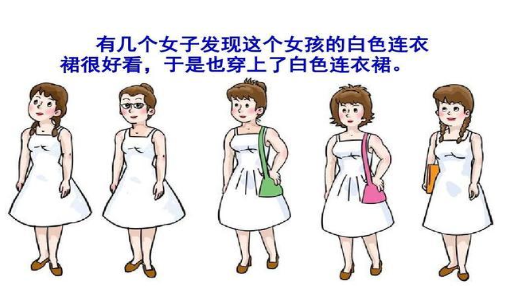 有几个女子发现这个女孩的白色连衣
裙很好看，于是也穿上了白色连衣裙。